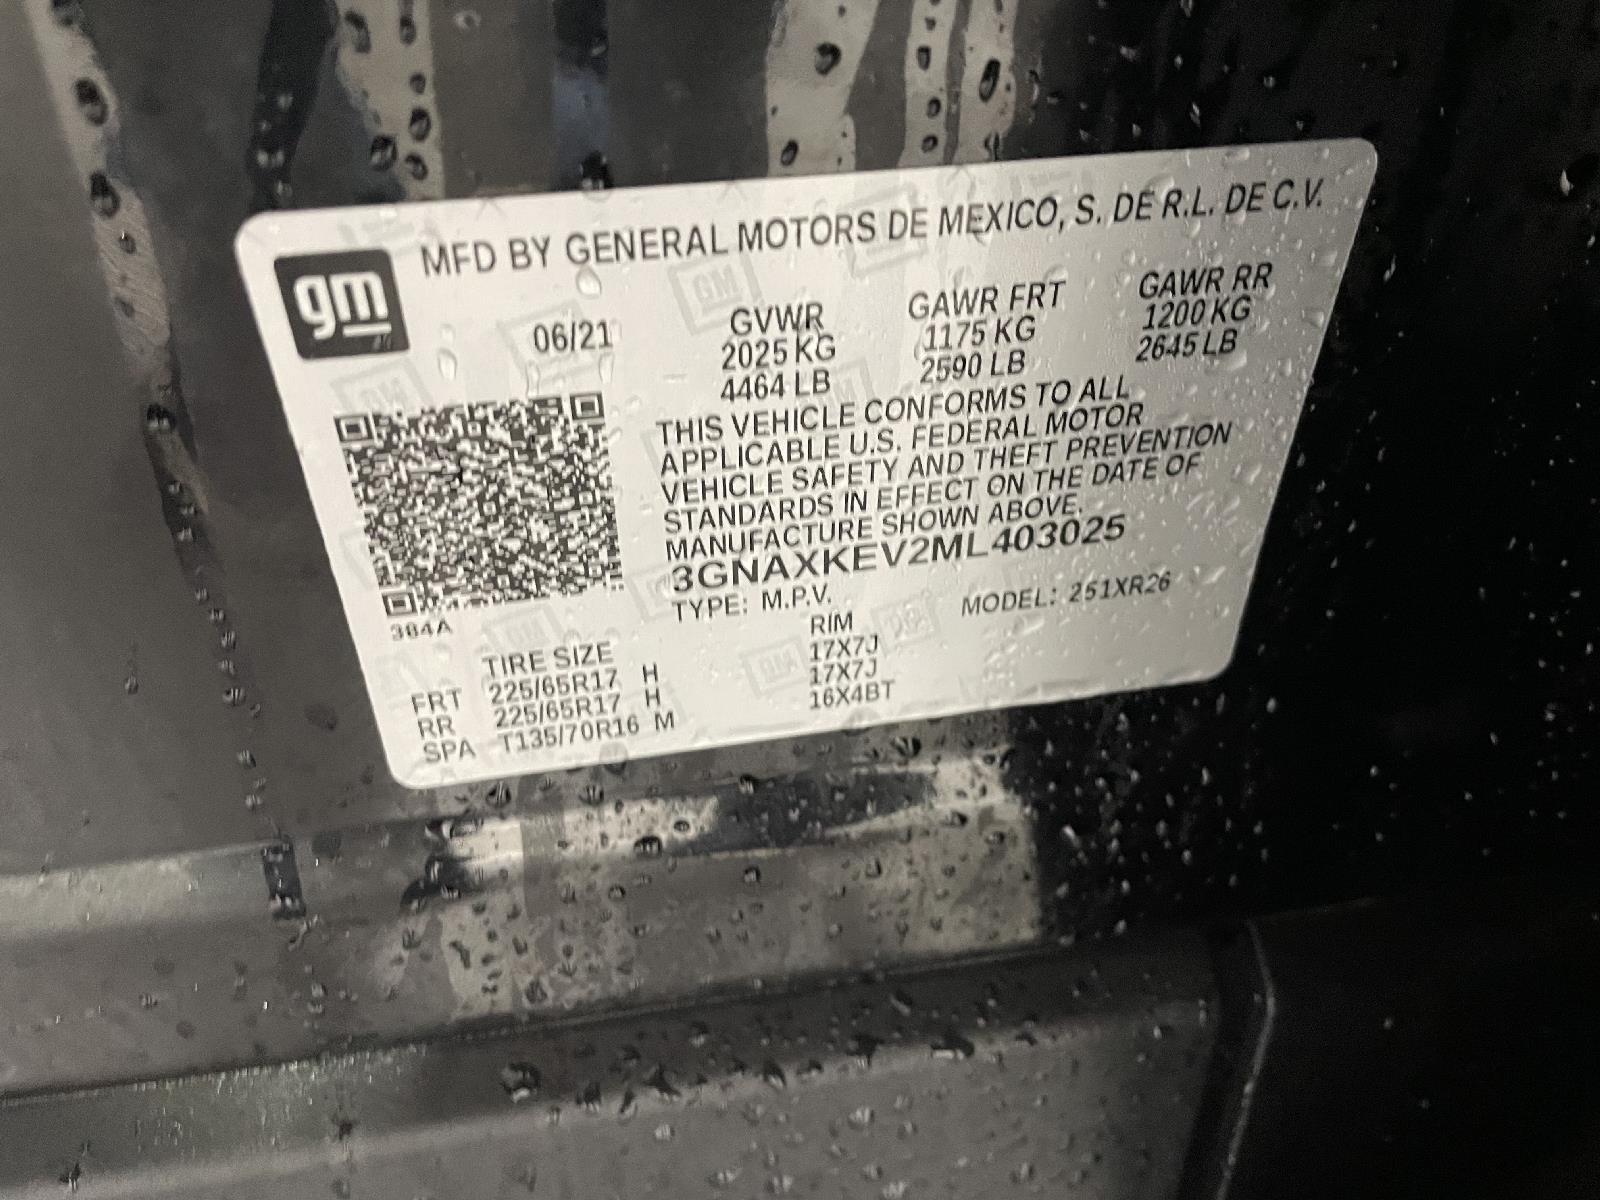 gm
MFD BY GENERAL MOTORS DE MEXICO, S. DE R.L. DE C.V.
06/21 GVWR GAWR FRT GAWR RR
2025 KG 1175 KG 1200 KG
4464 LB 2590 LB 2645 LB
THIS VEHICLE CONFORMS TO ALL
APPLICABLE U.S. FEDERAL MOTOR
VEHICLE SAFETY AND THEFT PREVENTION
STANDARDS IN EFFECT ON THE DATE OF
MANUFACTURE SHOWN ABOVE.
3GNAXKEV2ML403025
TYPE: M.P.V. MODEL: 251XR26
384A
TIRE SIZE RIM
FRT 225/65R17 H 17X7J
RR 225/65R17 H 17X7J
SPA T135/70R16 M 16X4BT